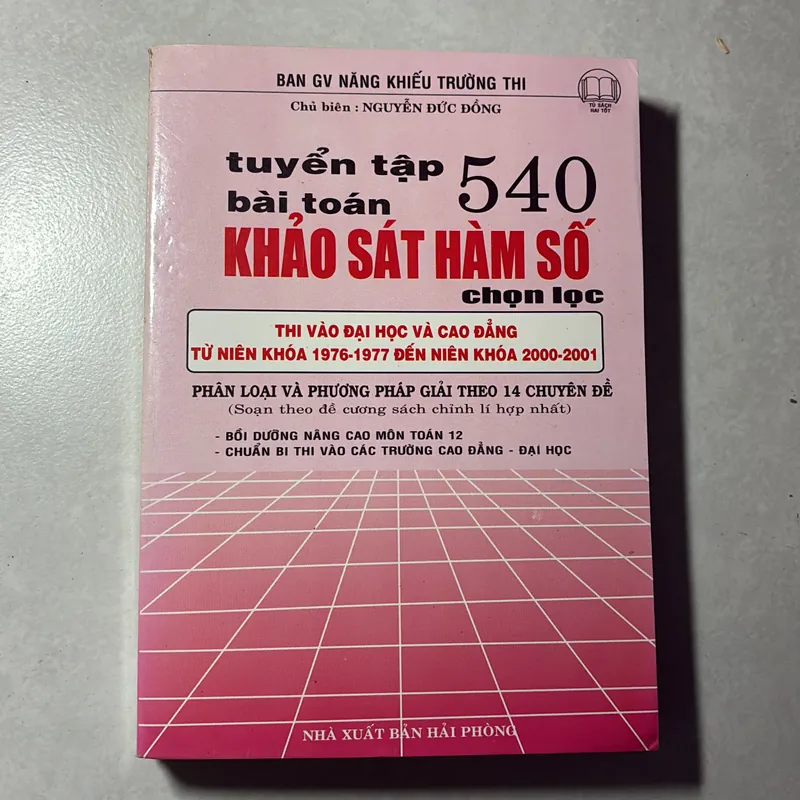 BAN GV NĂNG KHIẾU TRƯỜNG THI
Chủ biên : NGUYỄN ĐỨC ĐỒNG
TỦ SÁCH
HAI TỐT
tuyển tập 540
bài toán
KHẢO SÁT HÀM SỐ
chọn lọc
THI VÀO ĐẠI HỌC VÀ CAO ĐẲNG
TỪ NIÊN KHÓA 1976-1977 ĐẾN NIÊN KHÓA 2000-2001
PHÂN LOẠI VÀ PHƯƠNG PHÁP GIẢI THEO 14 CHUYÊN ĐỀ
(Soạn theo đề cương sách chỉnh lí hợp nhất)
- BỒI DƯỠNG NÂNG CAO MÔN TOÁN 12
- CHUẨN BI THI VÀO CÁC TRƯỜNG CAO ĐẲNG - ĐẠI HỌC
NHÀ XUẤT BẢN HẢI PHÒNG